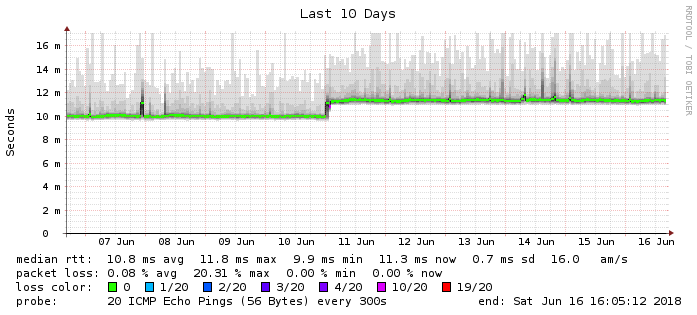 Last 10 Days
RRDTOOL / TOBI OETIKER
Seconds
16 m
14 m
12 m
10 m
8 m
6 m
4 m
2 m
0
07 Jun 08 Jun 09 Jun 10 Jun 11 Jun 12 Jun 13 Jun 14 Jun 15 Jun 16 Jun
median rtt: 10.8 ms avg 11.8 ms max 9.9 ms min 11.3 ms now 0.7 ms sd 16.0 am/s
packet loss: 0.08 % avg 20.31 % max 0.00 % min 0.00 % now
loss color: 0 1/20 2/20 3/20 4/20 10/20 19/20
probe: 20 ICMP Echo Pings (56 Bytes) every 300s end: Sat Jun 16 16:05:12 2018